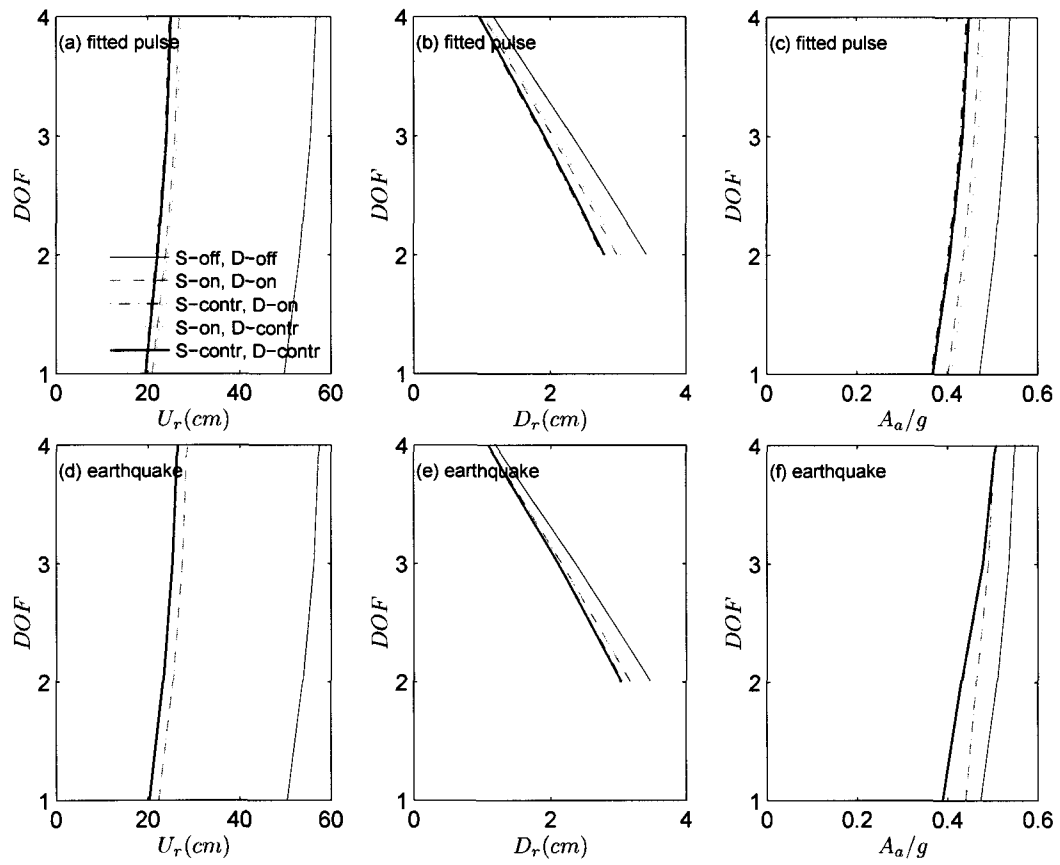 4
(a) fitted pulse
3
DOF
2
S-off, D-off
S-on, D-on
S-contr, D-on
S-on, D-contr
S-contr, D-contr
1
0 20 40 60
U_r(cm)
4
(b) fitted pulse
3
DOF
2
1
0 2 4
D_r(cm)
4
(c) fitted pulse
3
DOF
2
1
0 0.2 0.4 0.6
A_a/g
4
(d) earthquake
3
DOF
2
1
0 20 40 60
U_r(cm)
4
(e) earthquake
3
DOF
2
1
0 2 4
D_r(cm)
4
(f) earthquake
3
DOF
2
1
0 0.2 0.4 0.6
A_a/g